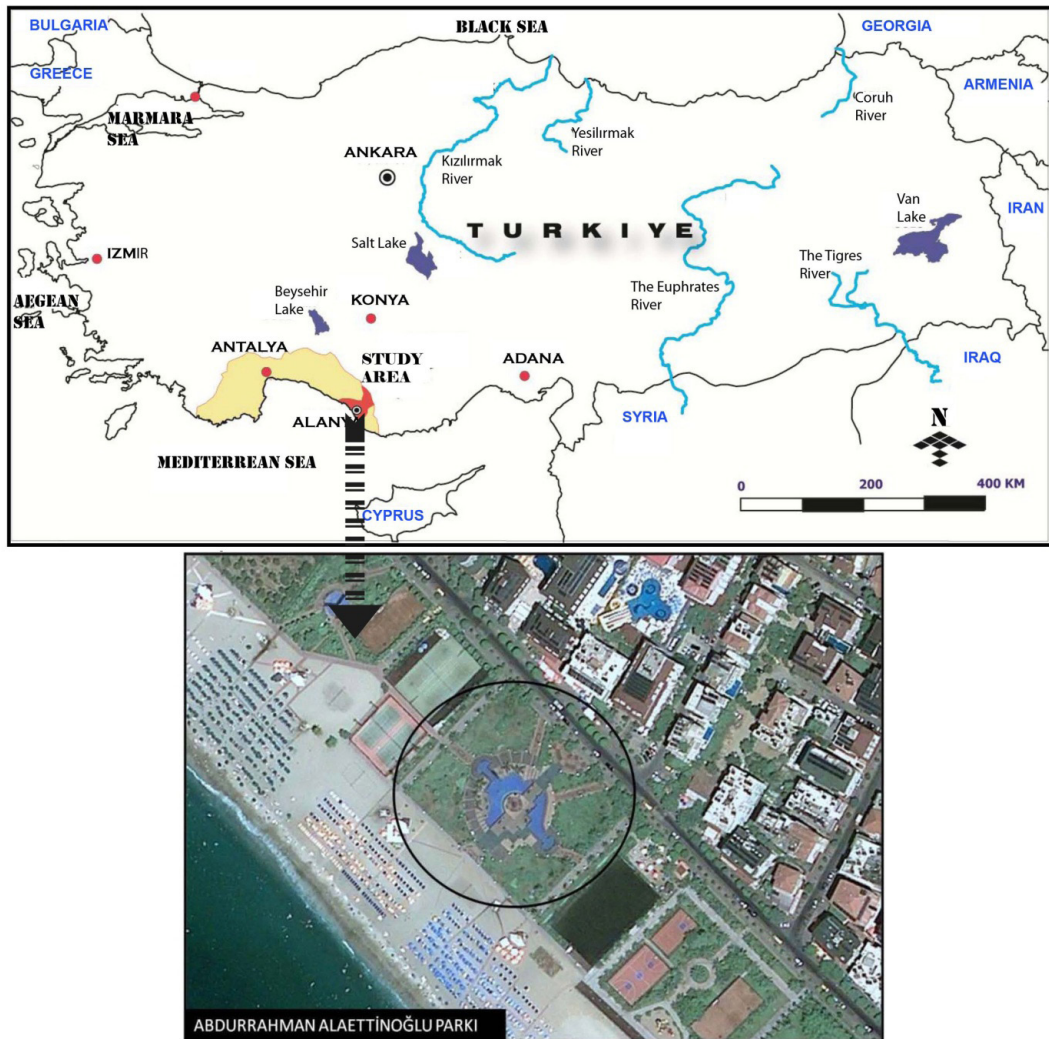 BULGARIA
BLACK SEA
GEORGIA
GREECE
ARMENIA
MARMARA
SEA
Coruh
River
Yesilırmak
River
ANKARA
Kızılırmak
River
Van
Lake
IRAN
TURKIYE
Salt Lake
IZMIR
The Tigres
River
The Euphrates
River
Beysehir
Lake
AEGEAN
SEA
KONYA
ANTALYA
STUDY
AREA
ADANA
IRAQ
ALANY
SYRIA
N
MEDITERREAN SEA
0 200 400 KM
CYPRUS
ABDURRAHMAN ALAETTİNOĞLU PARKI